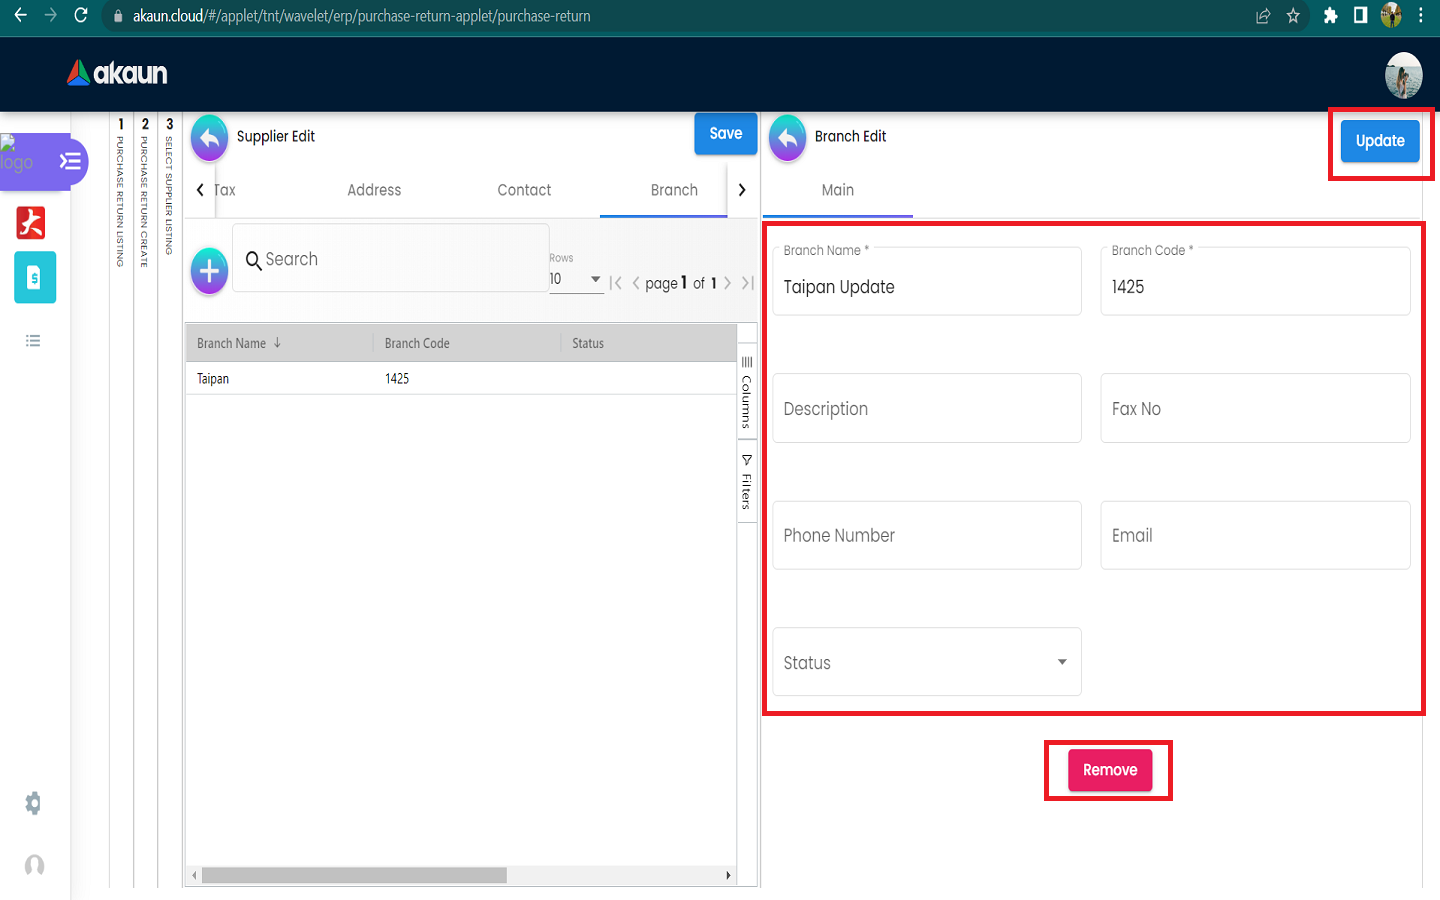 akaun.cloud/#/applet/tnt/wavelet/erp/purchase-return-applet/purchase-return
akaun
logo
1 PURCHASE RETURN LISTING
2 PURCHASE RETURN CREATE
3 SELECT SUPPLIER LISTING
Supplier Edit
Save
Tax
Address
Contact
Branch
Search
Rows
10
page 1 of 1
Branch Name
Branch Code
Status
Taipan
1425
Columns
Filters
Branch Edit
Update
Main
Branch Name *
Taipan Update
Branch Code *
1425
Description
Fax No
Phone Number
Email
Status
Remove